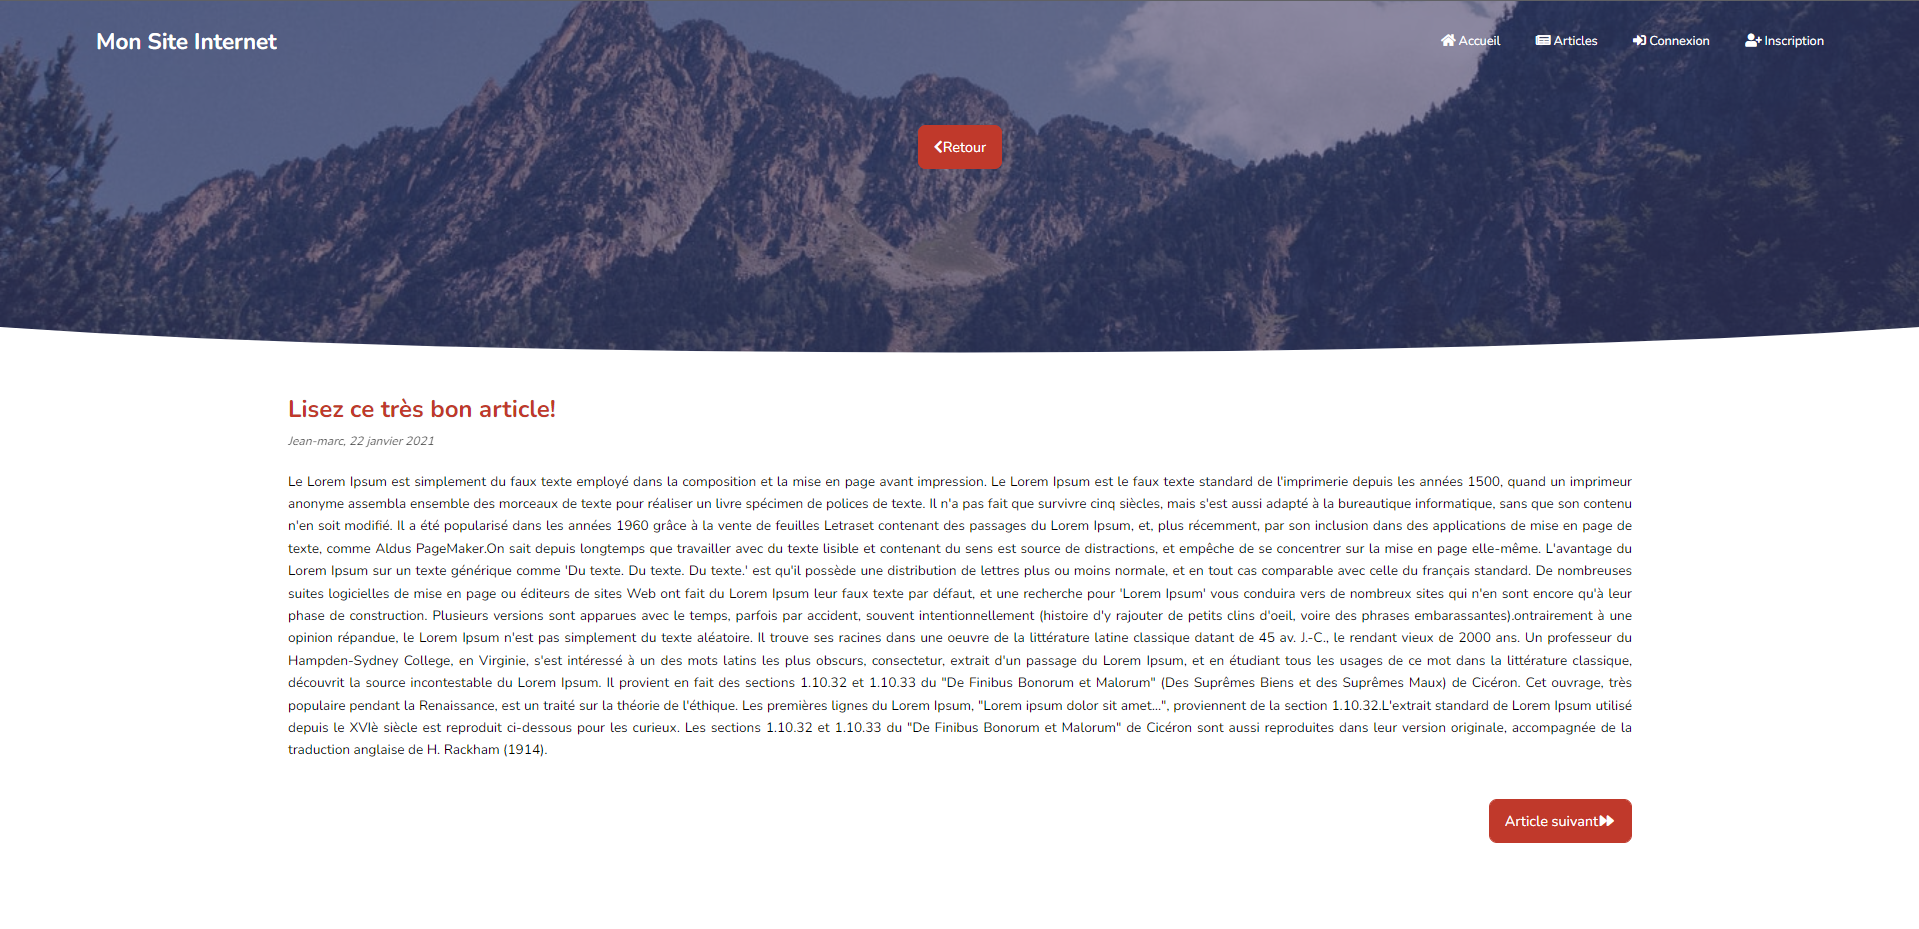 Mon Site Internet
Accueil
Articles
Connexion
Inscription
Retour
Lisez ce très bon article!
Jean-marc, 22 janvier 2021
Le Lorem Ipsum est simplement du faux texte employé dans la composition et la mise en page avant impression. Le Lorem Ipsum est le faux texte standard de l'imprimerie depuis les années 1500, quand un imprimeur
anonyme assembla ensemble des morceaux de texte pour réaliser un livre spécimen de polices de texte. Il n'a pas fait que survivre cinq siècles, mais s'est aussi adapté à la bureautique informatique, sans que son contenu
n'en soit modifié. Il a été popularisé dans les années 1960 grâce à la vente de feuilles Letraset contenant des passages du Lorem Ipsum, et, plus récemment, par son inclusion dans des applications de mise en page de
texte, comme Aldus PageMaker.On sait depuis longtemps que travailler avec du texte lisible et contenant du sens est source de distractions, et empêche de se concentrer sur la mise en page elle-même. L'avantage du
Lorem Ipsum sur un texte générique comme 'Du texte. Du texte. Du texte.' est qu'il possède une distribution de lettres plus ou moins normale, et en tout cas comparable avec celle du français standard. De nombreuses
suites logicielles de mise en page ou éditeurs de sites Web ont fait du Lorem Ipsum leur faux texte par défaut, et une recherche pour 'Lorem Ipsum' vous conduira vers de nombreux sites qui n'en sont encore qu'à leur
phase de construction. Plusieurs versions sont apparues avec le temps, parfois par accident, souvent intentionnellement (histoire d'y rajouter de petits clins d'oeil, voire des phrases embarassantes).ontrairement à une
opinion répandue, le Lorem Ipsum n'est pas simplement du texte aléatoire. Il trouve ses racines dans une oeuvre de la littérature latine classique datant de 45 av. J.-C., le rendant vieux de 2000 ans. Un professeur du
Hampden-Sydney College, en Virginie, s'est intéressé à un des mots latins les plus obscurs, consectetur, extrait d'un passage du Lorem Ipsum, et en étudiant tous les usages de ce mot dans la littérature classique,
découvrit la source incontestable du Lorem Ipsum. Il provient en fait des sections 1.10.32 et 1.10.33 du "De Finibus Bonorum et Malorum" (Des Suprêmes Biens et des Suprêmes Maux) de Cicéron. Cet ouvrage, très
populaire pendant la Renaissance, est un traité sur la théorie de l'éthique. Les premières lignes du Lorem Ipsum, "Lorem ipsum dolor sit amet...", proviennent de la section 1.10.32.L'extrait standard de Lorem Ipsum utilisé
depuis le XVIè siècle est reproduit ci-dessous pour les curieux. Les sections 1.10.32 et 1.10.33 du "De Finibus Bonorum et Malorum" de Cicéron sont aussi reproduites dans leur version originale, accompagnée de la
traduction anglaise de H. Rackham (1914).
Article suivant